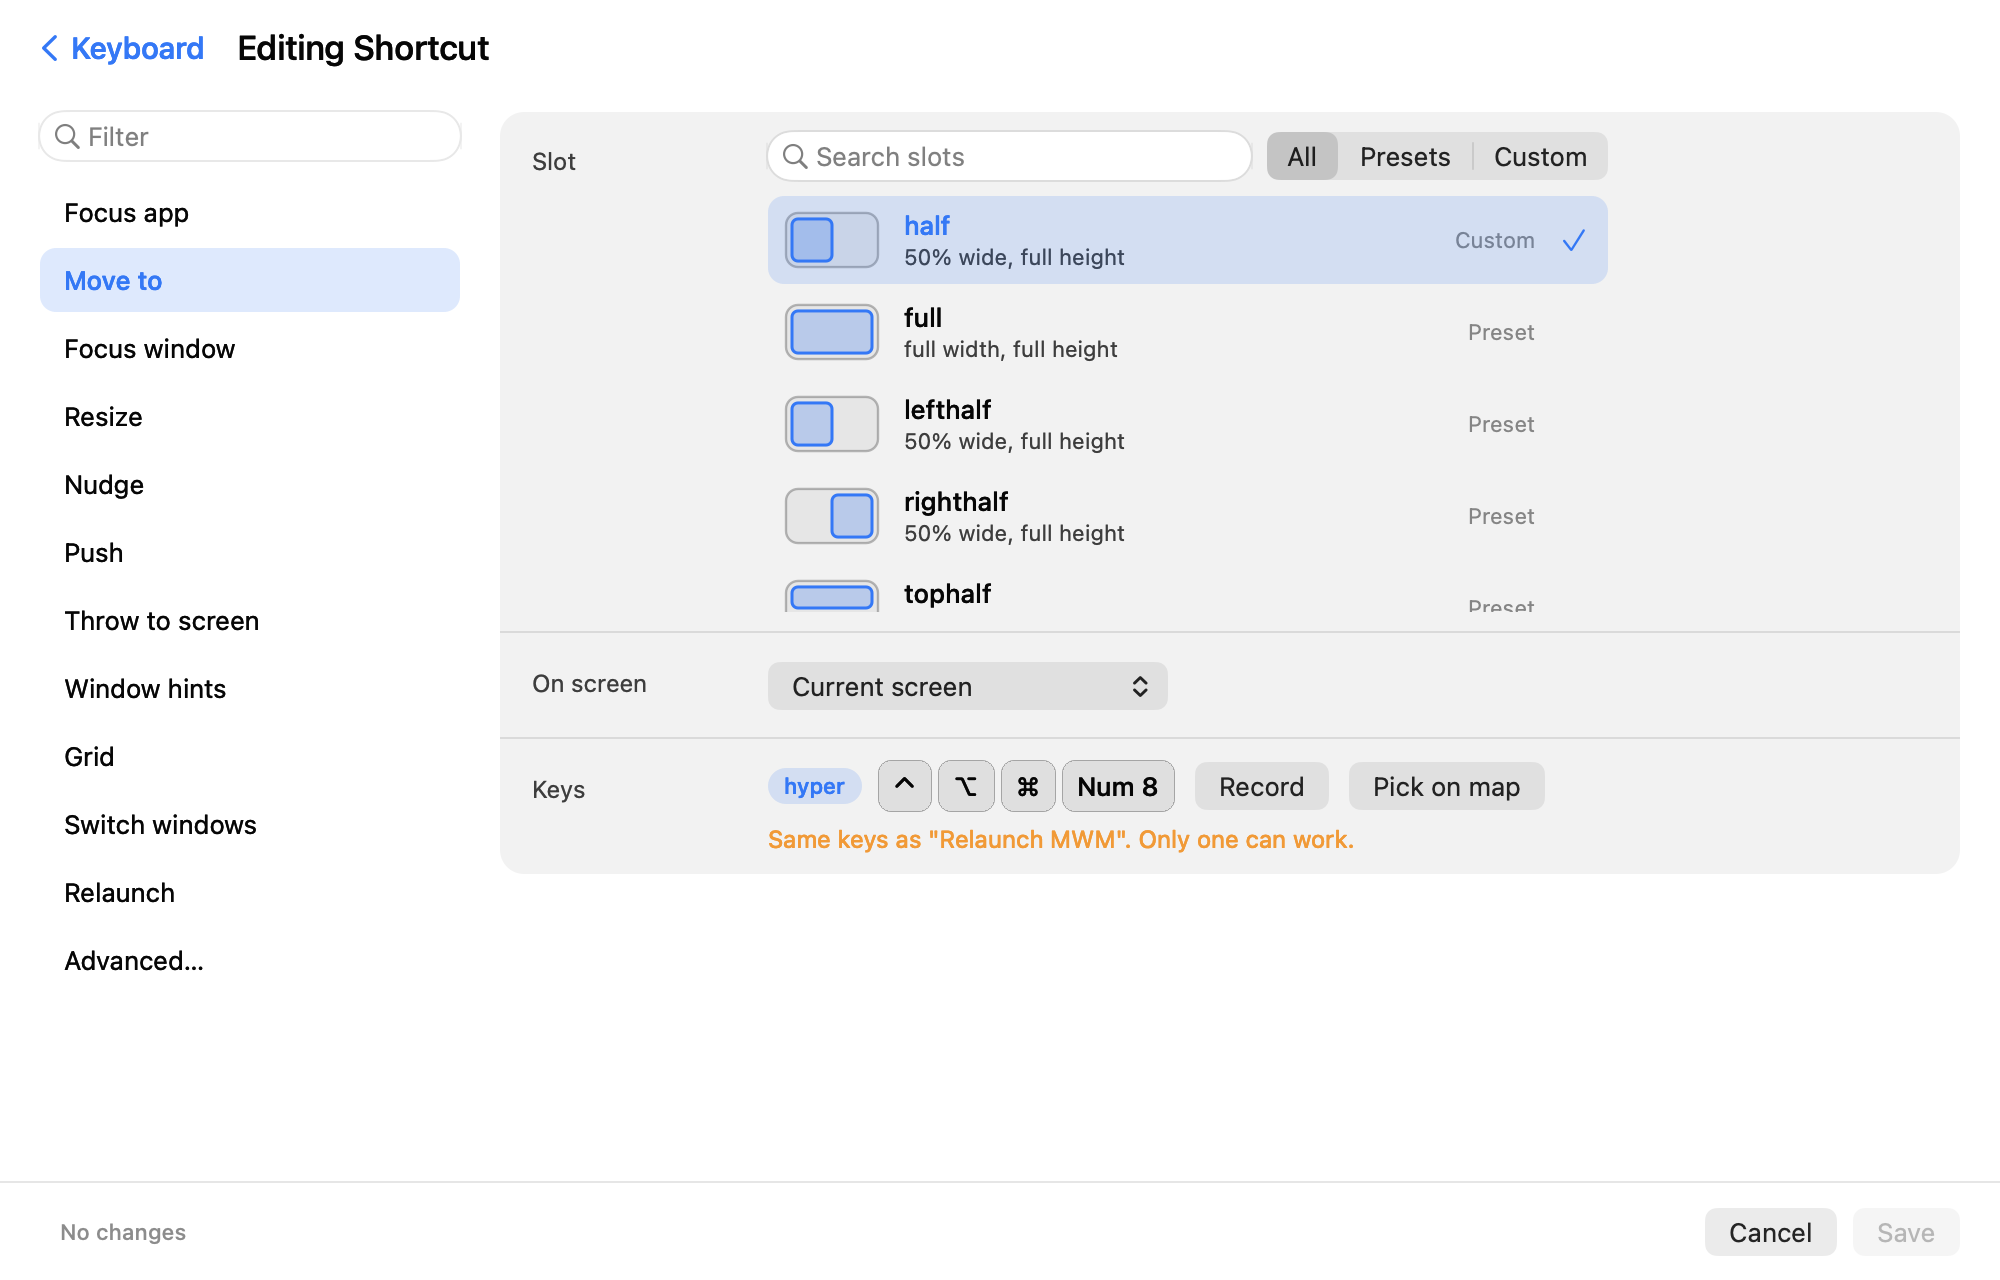 Keyboard Editing Shortcut
Filter
Focus app
Move to
Focus window
Resize
Nudge
Push
Throw to screen
Window hints
Grid
Switch windows
Relaunch
Advanced...
Slot
Search slots
All Presets Custom
half
50% wide, full height
Custom
full
full width, full height
Preset
lefthalf
50% wide, full height
Preset
righthalf
50% wide, full height
Preset
tophalf
Preset
On screen
Current screen
Keys
hyper ^ ⌥ ⌘ Num 8 Record Pick on map
Same keys as "Relaunch MWM". Only one can work.
No changes
Cancel Save